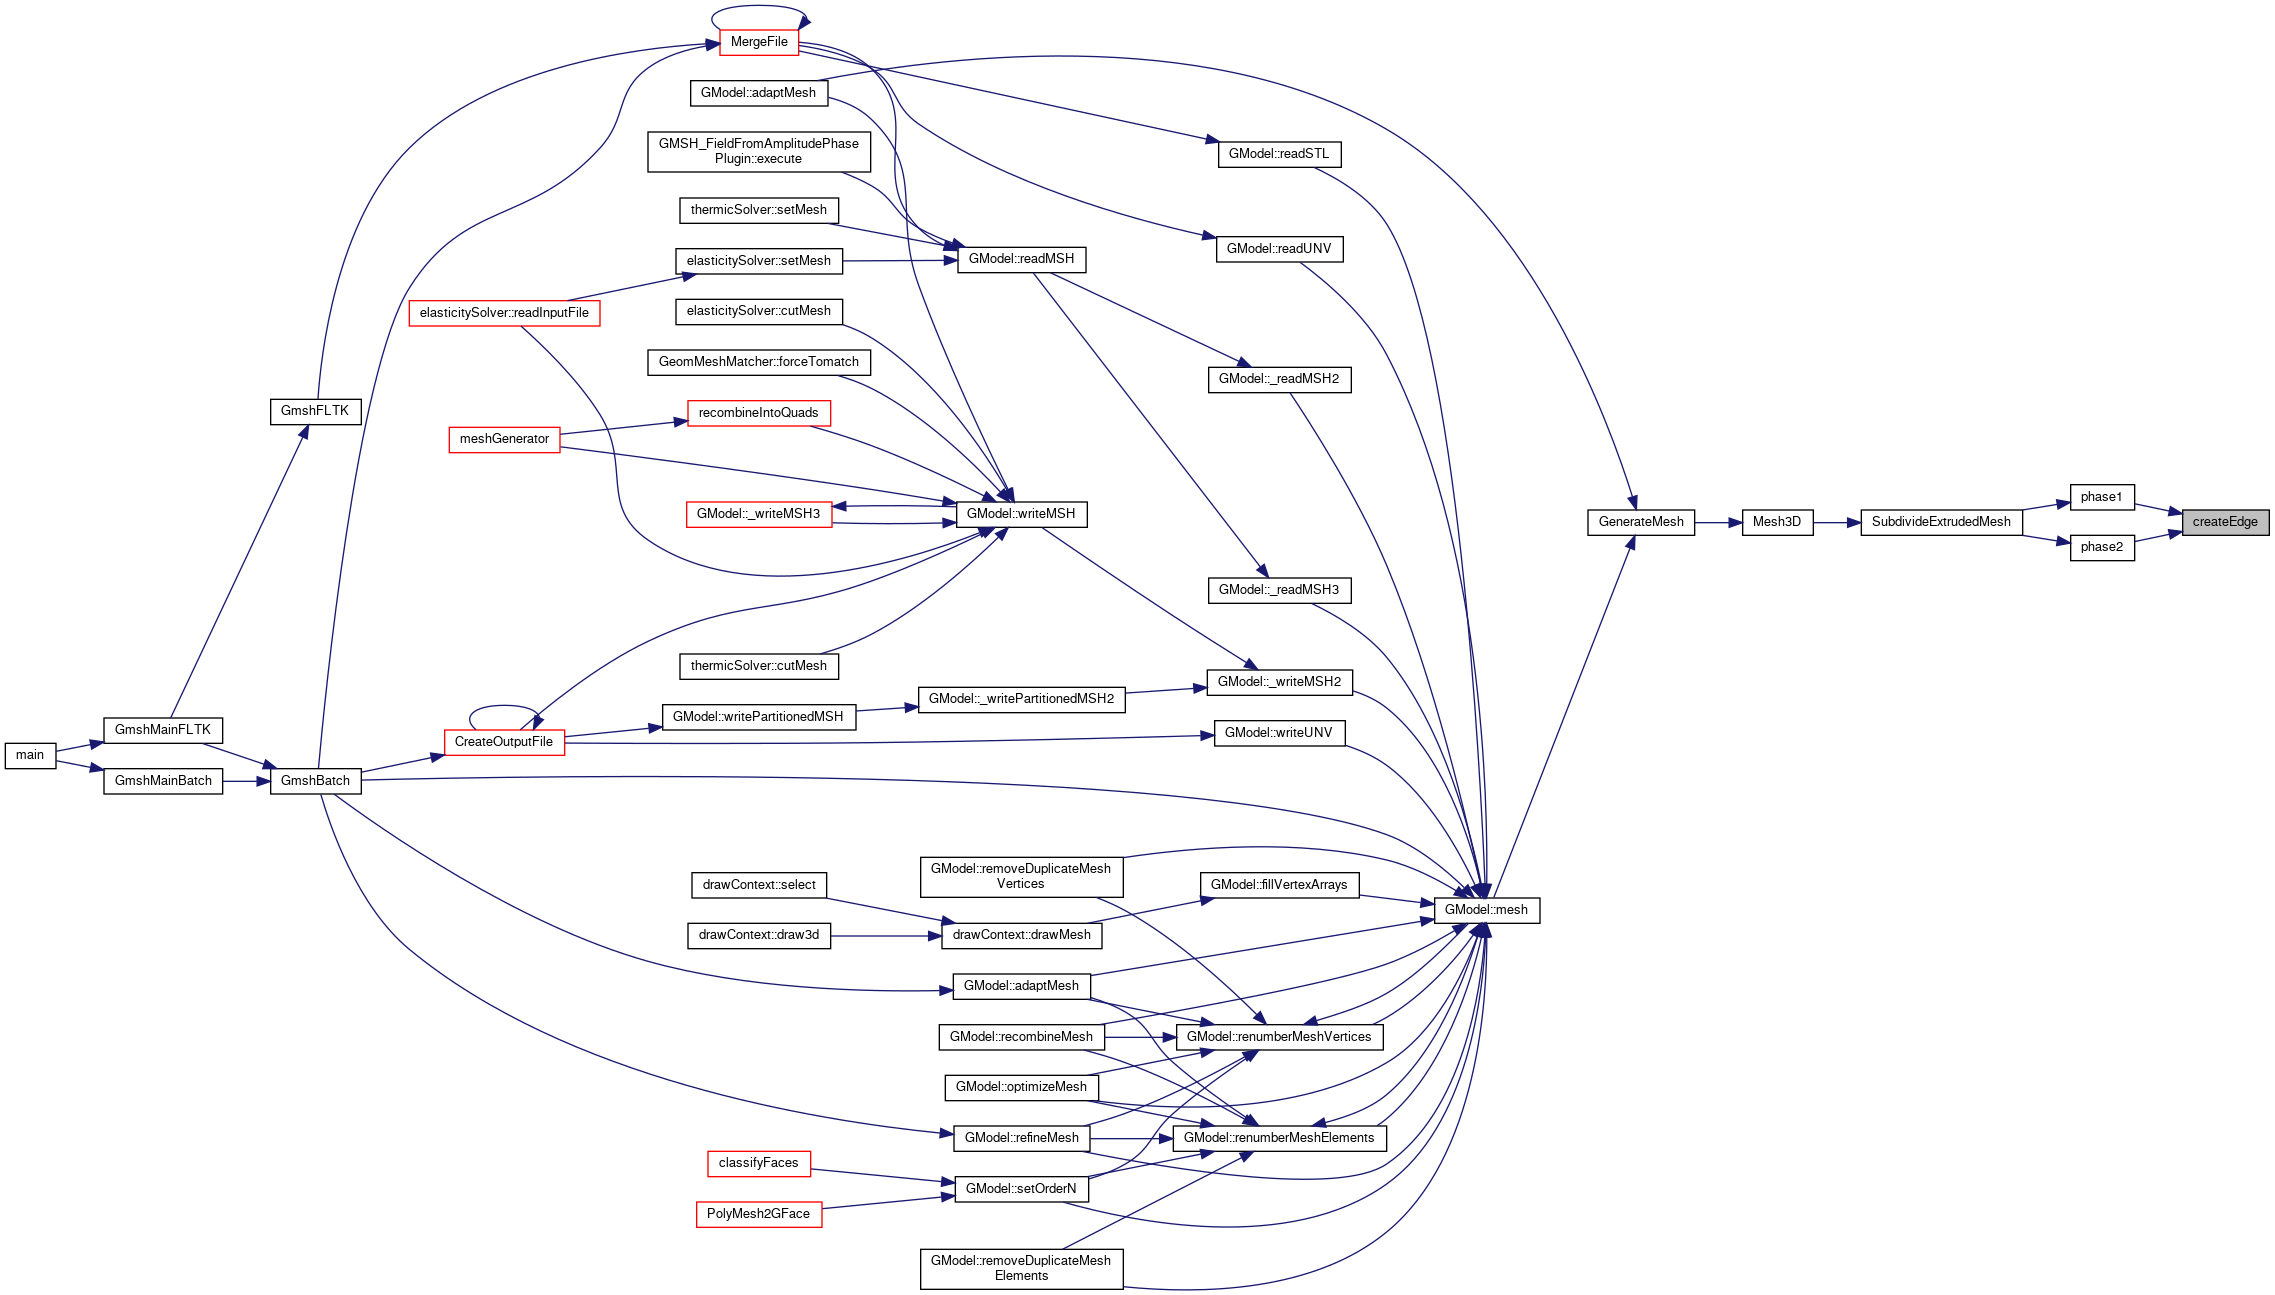 MergeFile
GModel::adaptMesh
GMSH_FieldFromAmplitudePhase
Plugin::execute
GModel::readSTL
thermicSolver::setMesh
GModel::readUNV
elasticitySolver::setMesh
GModel::readMSH
elasticitySolver::readInputFile
elasticitySolver::cutMesh
GeomMeshMatcher::forceTomatch
GModel::_readMSH2
GmshFLTK
recombineIntoQuads
meshGenerator
GModel::_writeMSH3
GModel::writeMSH
GenerateMesh
Mesh3D
SubdivideExtrudedMesh
phase1
createEdge
phase2
GModel::_readMSH3
thermicSolver::cutMesh
GModel::_writeMSH2
GModel::_writePartitionedMSH2
GModel::writePartitionedMSH
GmshMainFLTK
CreateOutputFile
GModel::writeUNV
main
GmshMainBatch
GmshBatch
GModel::removeDuplicateMesh
Vertices
drawContext::select
GModel::fillVertexArrays
GModel::mesh
drawContext::draw3d
drawContext::drawMesh
GModel::adaptMesh
GModel::recombineMesh
GModel::renumberMeshVertices
GModel::optimizeMesh
GModel::refineMesh
GModel::renumberMeshElements
classifyFaces
GModel::setOrderN
PolyMesh2GFace
GModel::removeDuplicateMesh
Elements